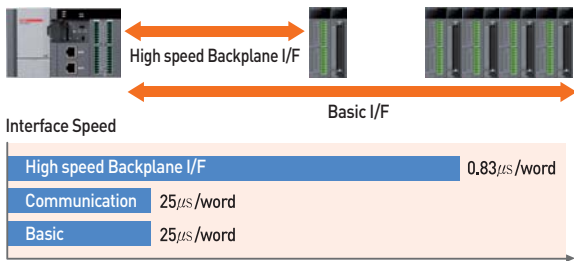 High speed Backplane I/F
Basic I/F
Interface Speed
High speed Backplane I/F 0.83μs/word
Communication 25μs/word
Basic 25μs/word